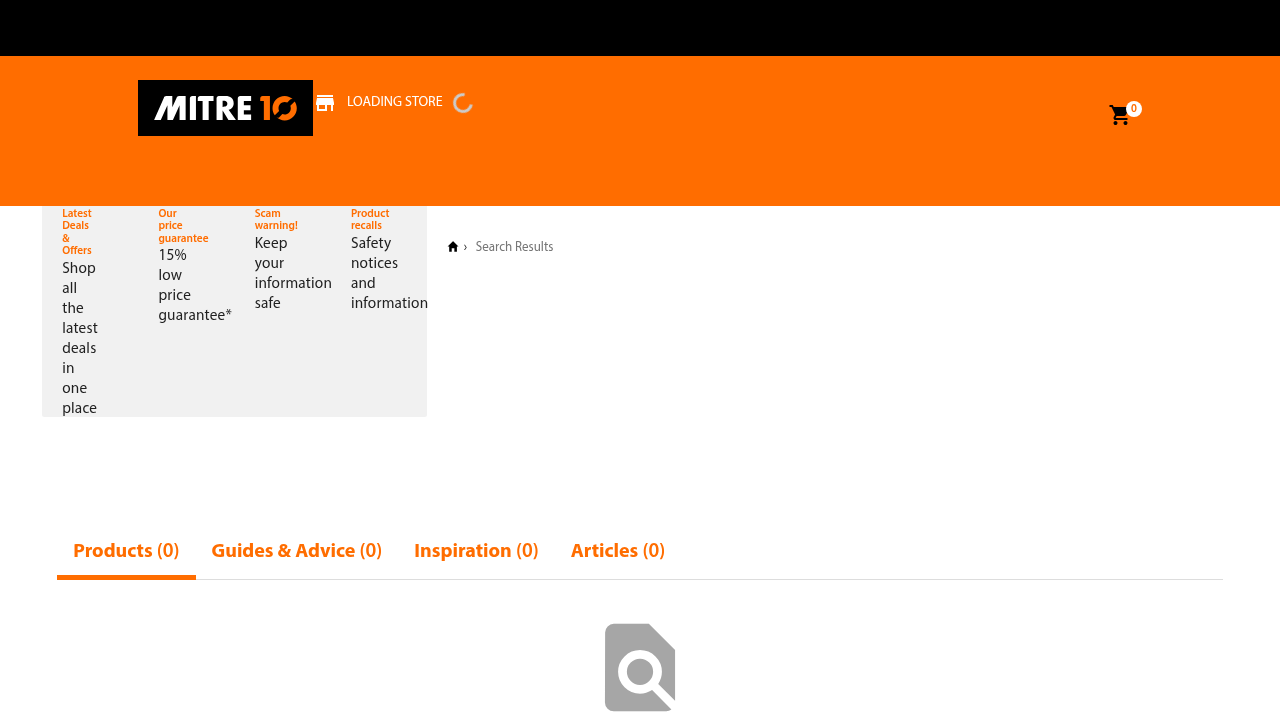 MITRE 10
LOADING STORE
0
Latest
Deals
&
Offers
Shop
all
the
latest
deals
in
one
place
Our
price
guarantee
15%
low
price
guarantee*
Scam
warning!
Keep
your
information
safe
Product
recalls
Safety
notices
and
information
› Search Results
Products (0) Guides & Advice (0) Inspiration (0) Articles (0)